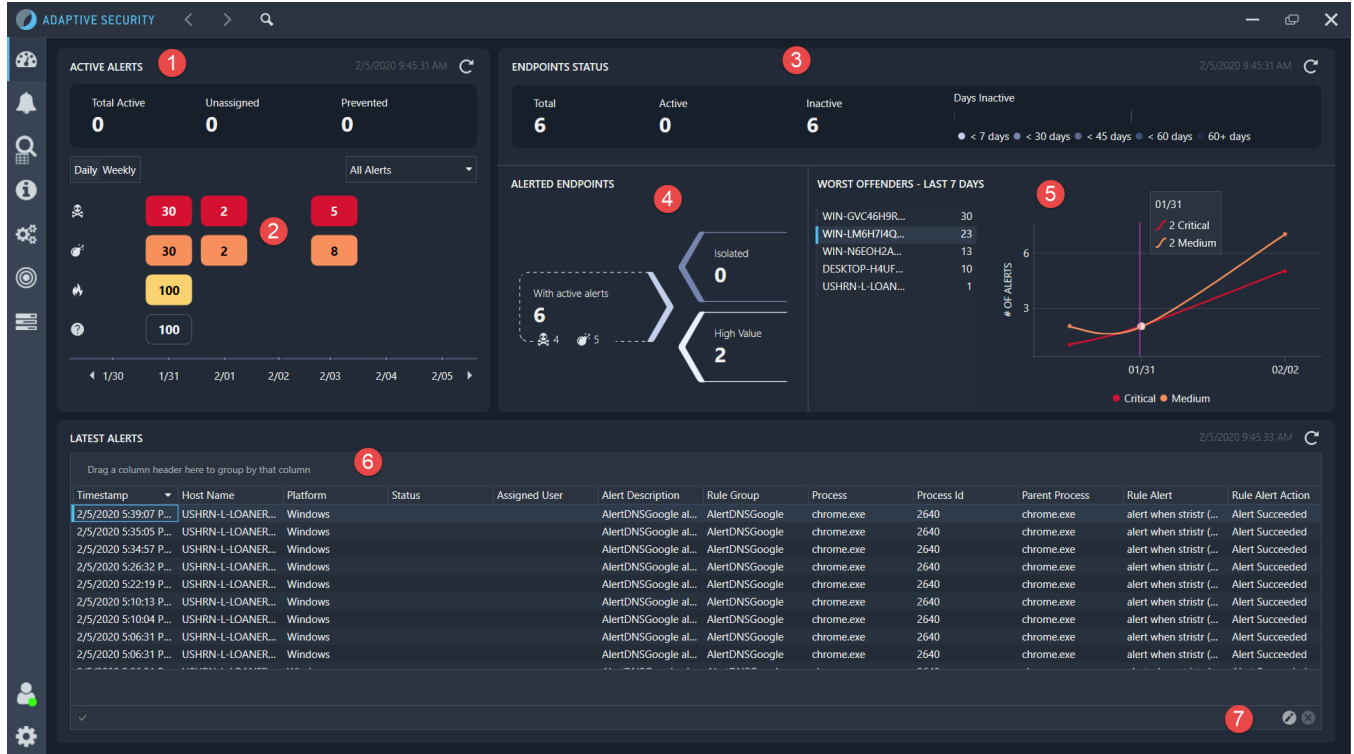 ADAPTIVE SECURITY
ACTIVE ALERTS 1 2/5/2020 9:45:31 AM
Total Active Unassigned Prevented
0 0 0
Daily Weekly All Alerts
30 2 5
2
30 2 8
100
100
1/30 1/31 2/01 2/02 2/03 2/04 2/05
ENDPOINTS STATUS 3 2/5/2020 9:45:31 AM
Total Active Inactive Days Inactive
6 0 6
< 7 days < 30 days < 45 days < 60 days 60+ days
ALERTED ENDPOINTS
4
Isolated
0
With active alerts
6
4 5
High Value
2
WORST OFFENDERS - LAST 7 DAYS
5
WIN-GVC46H9R... 30
WIN-LM6H7I4Q... 23
WIN-N6EOH2A... 13
DESKTOP-H4UF... 10
USHRN-L-LOAN... 1
01/31
2 Critical
2 Medium
# OF ALERTS
6
3
01/31 02/02
Critical Medium
LATEST ALERTS 2/5/2020 9:45:33 AM
6
Drag a column header here to group by that column
Timestamp Host Name Platform Status Assigned User Alert Description Rule Group Process Process Id Parent Process Rule Alert Rule Alert Action
2/5/2020 5:39:07 P... USHRN-L-LOANER... Windows AlertDNSGoogle al... AlertDNSGoogle chrome.exe 2640 chrome.exe alert when stristr (... Alert Succeeded
2/5/2020 5:35:05 P... USHRN-L-LOANER... Windows AlertDNSGoogle al... AlertDNSGoogle chrome.exe 2640 chrome.exe alert when stristr (... Alert Succeeded
2/5/2020 5:34:57 P... USHRN-L-LOANER... Windows AlertDNSGoogle al... AlertDNSGoogle chrome.exe 2640 chrome.exe alert when stristr (... Alert Succeeded
2/5/2020 5:26:32 P... USHRN-L-LOANER... Windows AlertDNSGoogle al... AlertDNSGoogle chrome.exe 2640 chrome.exe alert when stristr (... Alert Succeeded
2/5/2020 5:22:19 P... USHRN-L-LOANER... Windows AlertDNSGoogle al... AlertDNSGoogle chrome.exe 2640 chrome.exe alert when stristr (... Alert Succeeded
2/5/2020 5:10:13 P... USHRN-L-LOANER... Windows AlertDNSGoogle al... AlertDNSGoogle chrome.exe 2640 chrome.exe alert when stristr (... Alert Succeeded
2/5/2020 5:10:04 P... USHRN-L-LOANER... Windows AlertDNSGoogle al... AlertDNSGoogle chrome.exe 2640 chrome.exe alert when stristr (... Alert Succeeded
2/5/2020 5:06:31 P... USHRN-L-LOANER... Windows AlertDNSGoogle al... AlertDNSGoogle chrome.exe 2640 chrome.exe alert when stristr (... Alert Succeeded
2/5/2020 5:06:31 P... USHRN-L-LOANER... Windows AlertDNSGoogle al... AlertDNSGoogle chrome.exe 2640 chrome.exe alert when stristr (... Alert Succeeded
7